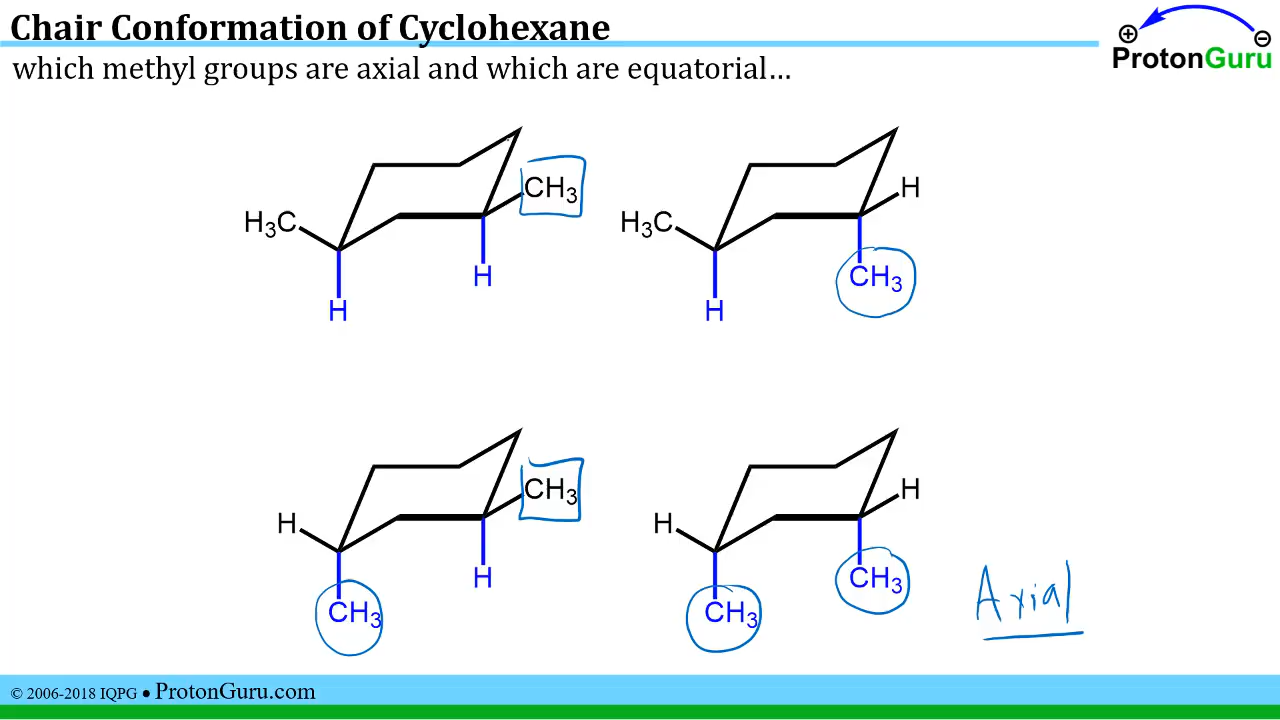 Chair Conformation of Cyclohexane
⊕ ⊖
ProtonGuru
which methyl groups are axial and which are equatorial...
H₃C CH₃
H H
H₃C H
H CH₃
H CH₃
CH₃ H
H H
CH₃ CH₃
Axial
© 2006-2018 IQPG ● ProtonGuru.com